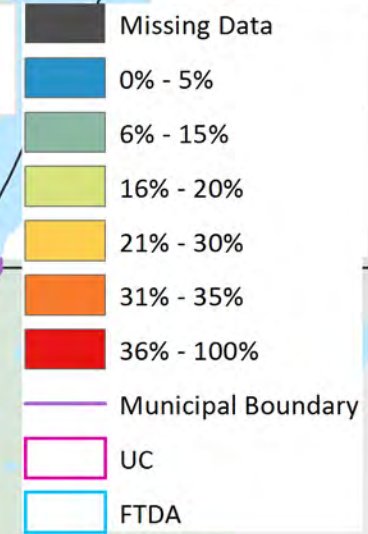 Missing Data
0% - 5%
6% - 15%
16% - 20%
21% - 30%
31% - 35%
36% - 100%
Municipal Boundary
UC
FTDA